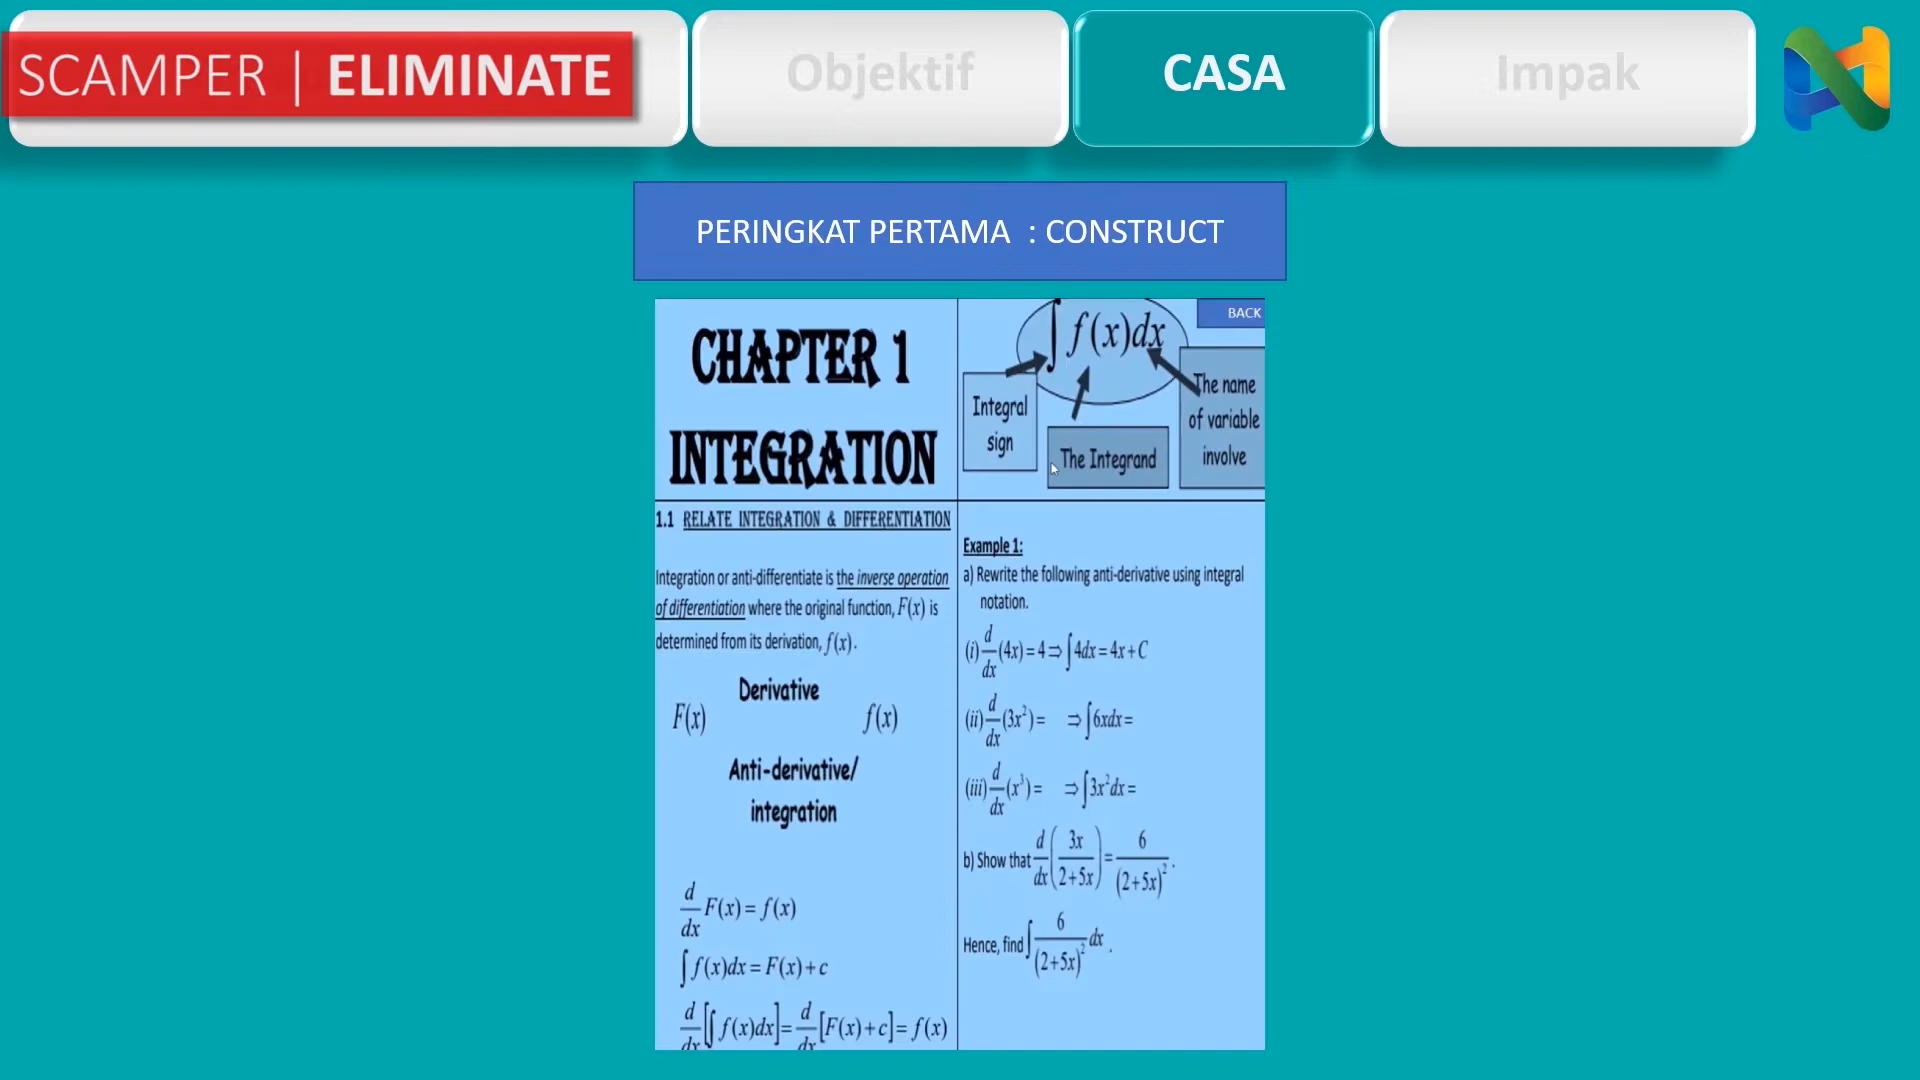 SCAMPER | ELIMINATE
Objektif
CASA
Impak
PERINGKAT PERTAMA : CONSTRUCT
CHAPTER 1
INTEGRATION
∫ f(x)dx
BACK
Integral
sign
The Integrand
The name
of variable
involve
1.1 RELATE INTEGRATION & DIFFERENTIATION
Integration or anti-differentiate is the inverse operation
of differentiation where the original function, F(x) is
determined from its derivation, f(x).
Derivative
F(x) f(x)
Anti-derivative/
integration
d/dx F(x) = f(x)
∫ f(x)dx = F(x) + c
d/dx [∫ f(x)dx] = d/dx [F(x) + c] = f(x)
Example 1:
a) Rewrite the following anti-derivative using integral
notation.
(i) d/dx (4x) = 4 ⇒ ∫ 4dx = 4x + C
(ii) d/dx (3x²) = ⇒ ∫ 6xdx =
(iii) d/dx (x³) = ⇒ ∫ 3x²dx =
b) Show that d/dx (3x/(2+5x)) = 6/(2+5x)² .
Hence, find ∫ 6/(2+5x)² dx .